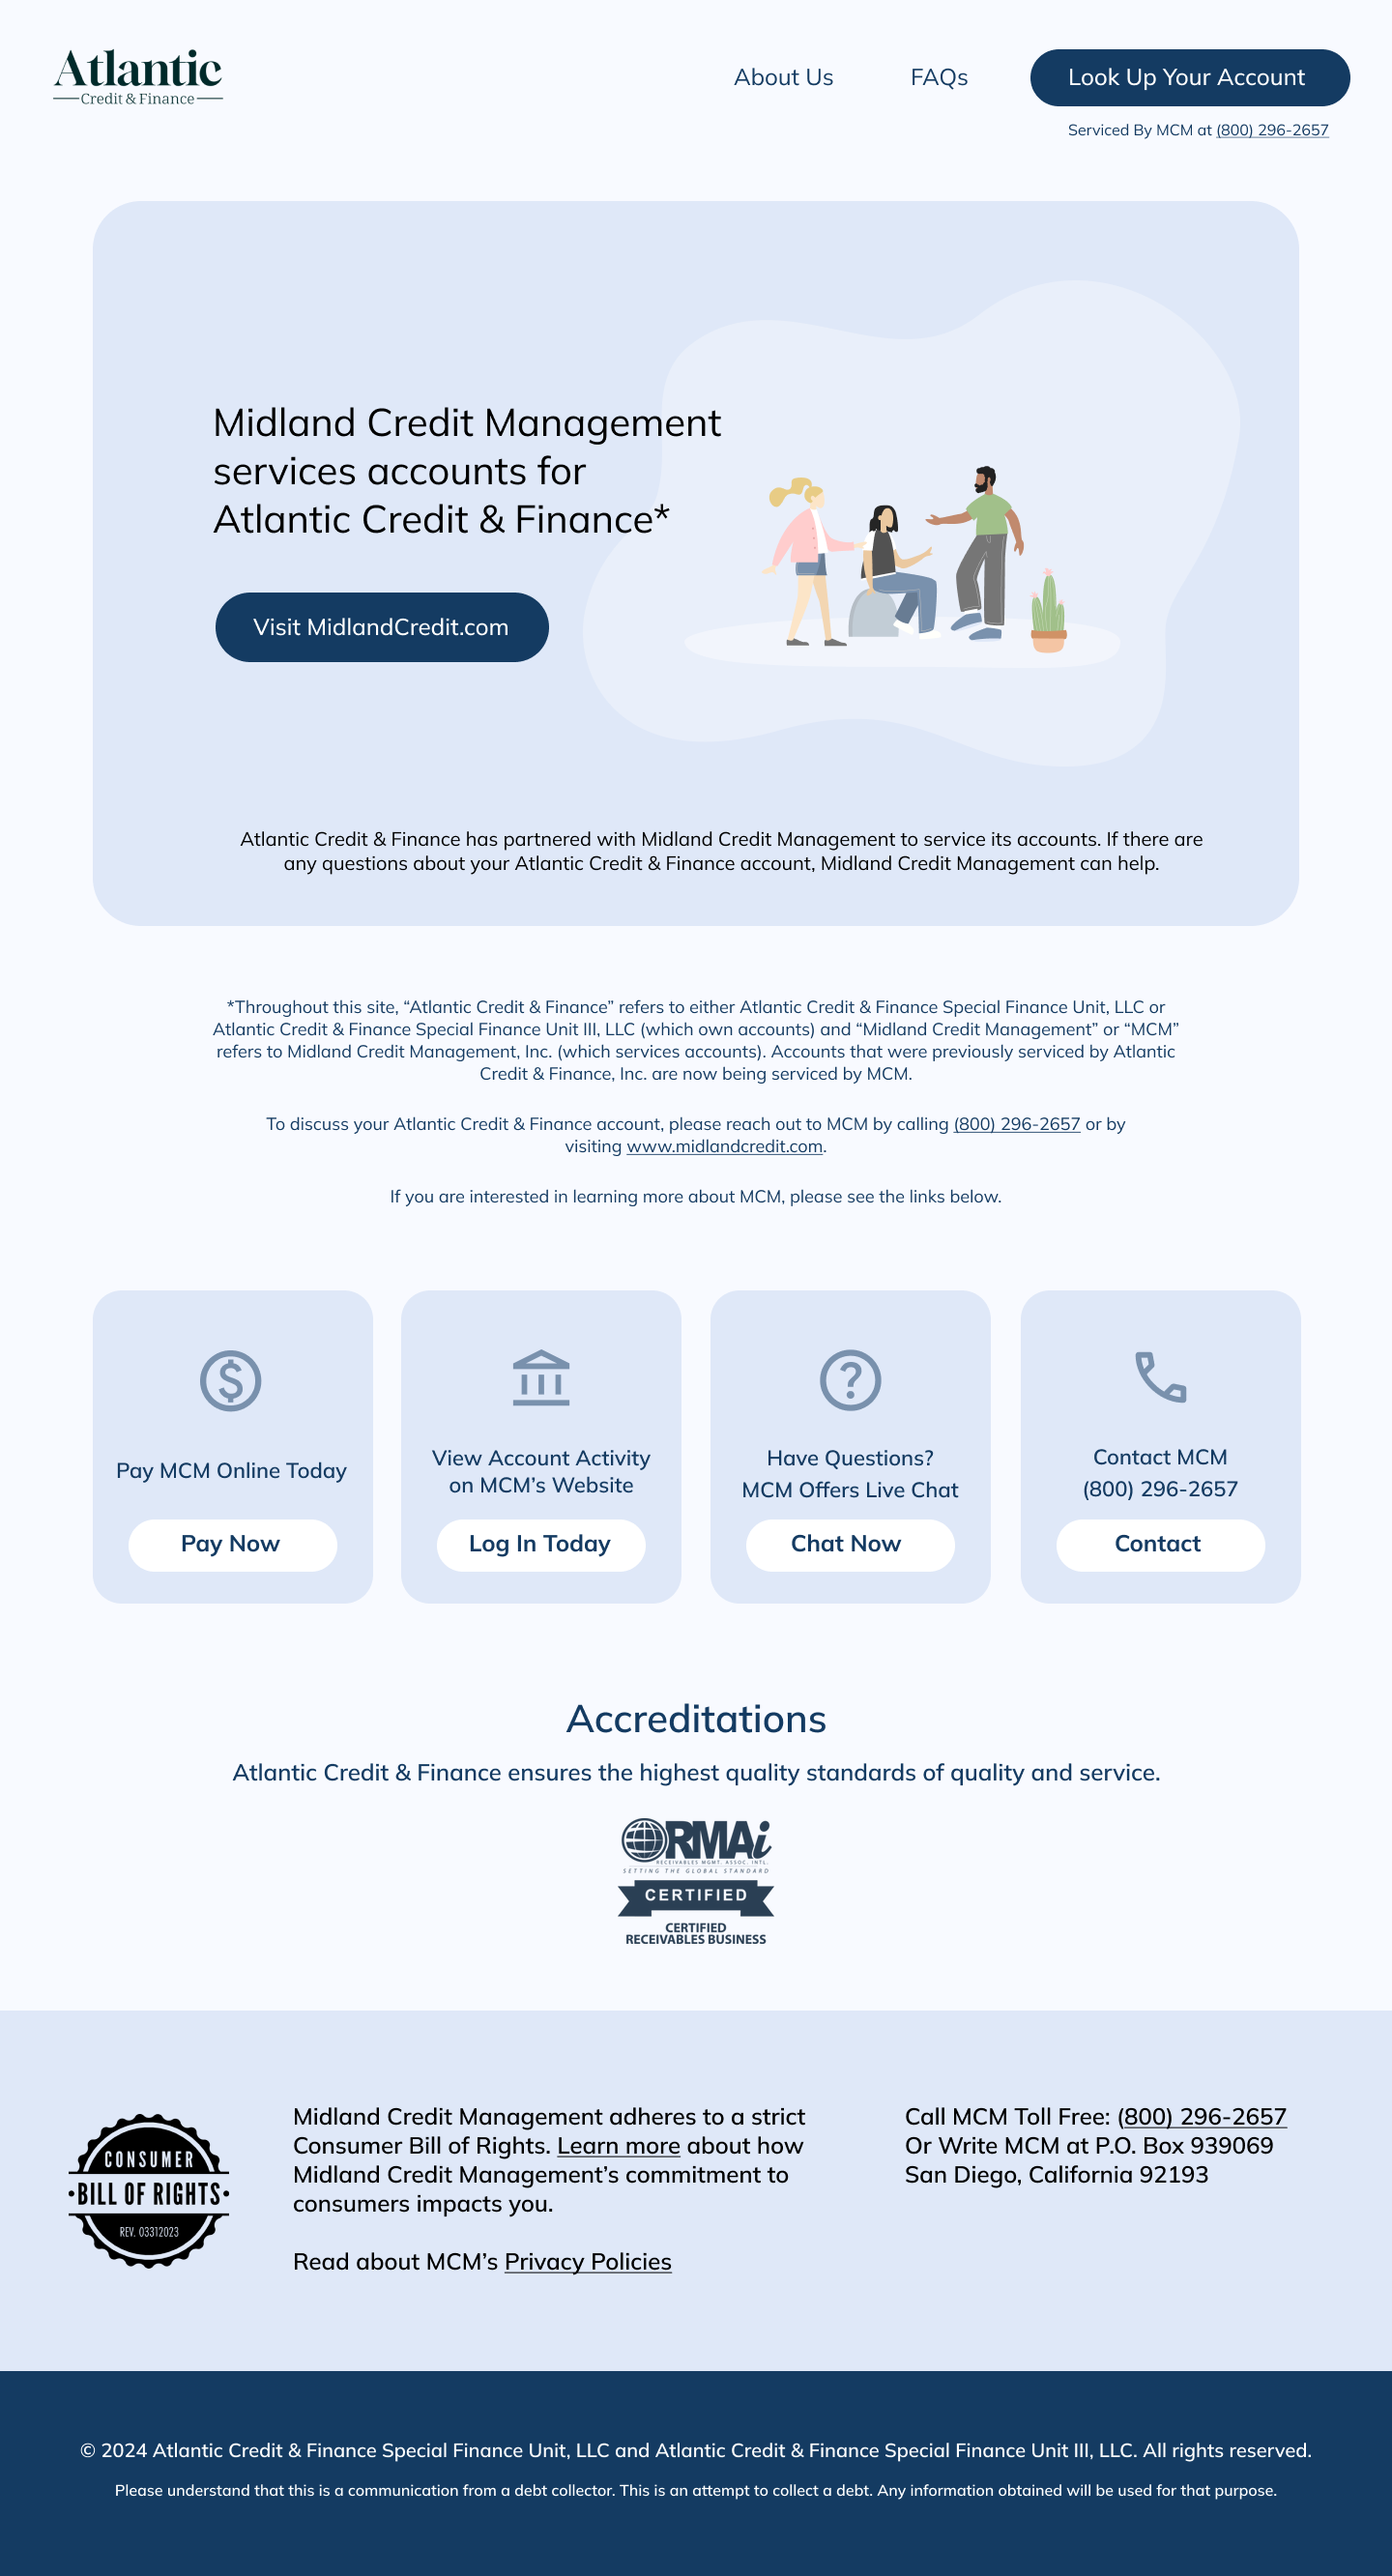 Atlantic
Credit & Finance
About Us
FAQs
Look Up Your Account
Serviced By MCM at (800) 296-2657
Midland Credit Management
services accounts for
Atlantic Credit & Finance*
Visit MidlandCredit.com
Atlantic Credit & Finance has partnered with Midland Credit Management to service its accounts. If there are
any questions about your Atlantic Credit & Finance account, Midland Credit Management can help.
*Throughout this site, “Atlantic Credit & Finance” refers to either Atlantic Credit & Finance Special Finance Unit, LLC or
Atlantic Credit & Finance Special Finance Unit III, LLC (which own accounts) and “Midland Credit Management” or “MCM”
refers to Midland Credit Management, Inc. (which services accounts). Accounts that were previously serviced by Atlantic
Credit & Finance, Inc. are now being serviced by MCM.
To discuss your Atlantic Credit & Finance account, please reach out to MCM by calling (800) 296-2657 or by
visiting www.midlandcredit.com.
If you are interested in learning more about MCM, please see the links below.
Pay MCM Online Today
Pay Now
View Account Activity
on MCM’s Website
Log In Today
Have Questions?
MCM Offers Live Chat
Chat Now
Contact MCM
(800) 296-2657
Contact
Accreditations
Atlantic Credit & Finance ensures the highest quality standards of quality and service.
RMAi
RECEIVABLES MGMT. ASSOC. INTL.
SETTING THE GLOBAL STANDARD
CERTIFIED
CERTIFIED
RECEIVABLES BUSINESS
CONSUMER
BILL OF RIGHTS
REV. 03312023
Midland Credit Management adheres to a strict
Consumer Bill of Rights. Learn more about how
Midland Credit Management’s commitment to
consumers impacts you.
Read about MCM’s Privacy Policies
Call MCM Toll Free: (800) 296-2657
Or Write MCM at P.O. Box 939069
San Diego, California 92193
© 2024 Atlantic Credit & Finance Special Finance Unit, LLC and Atlantic Credit & Finance Special Finance Unit III, LLC. All rights reserved.
Please understand that this is a communication from a debt collector. This is an attempt to collect a debt. Any information obtained will be used for that purpose.